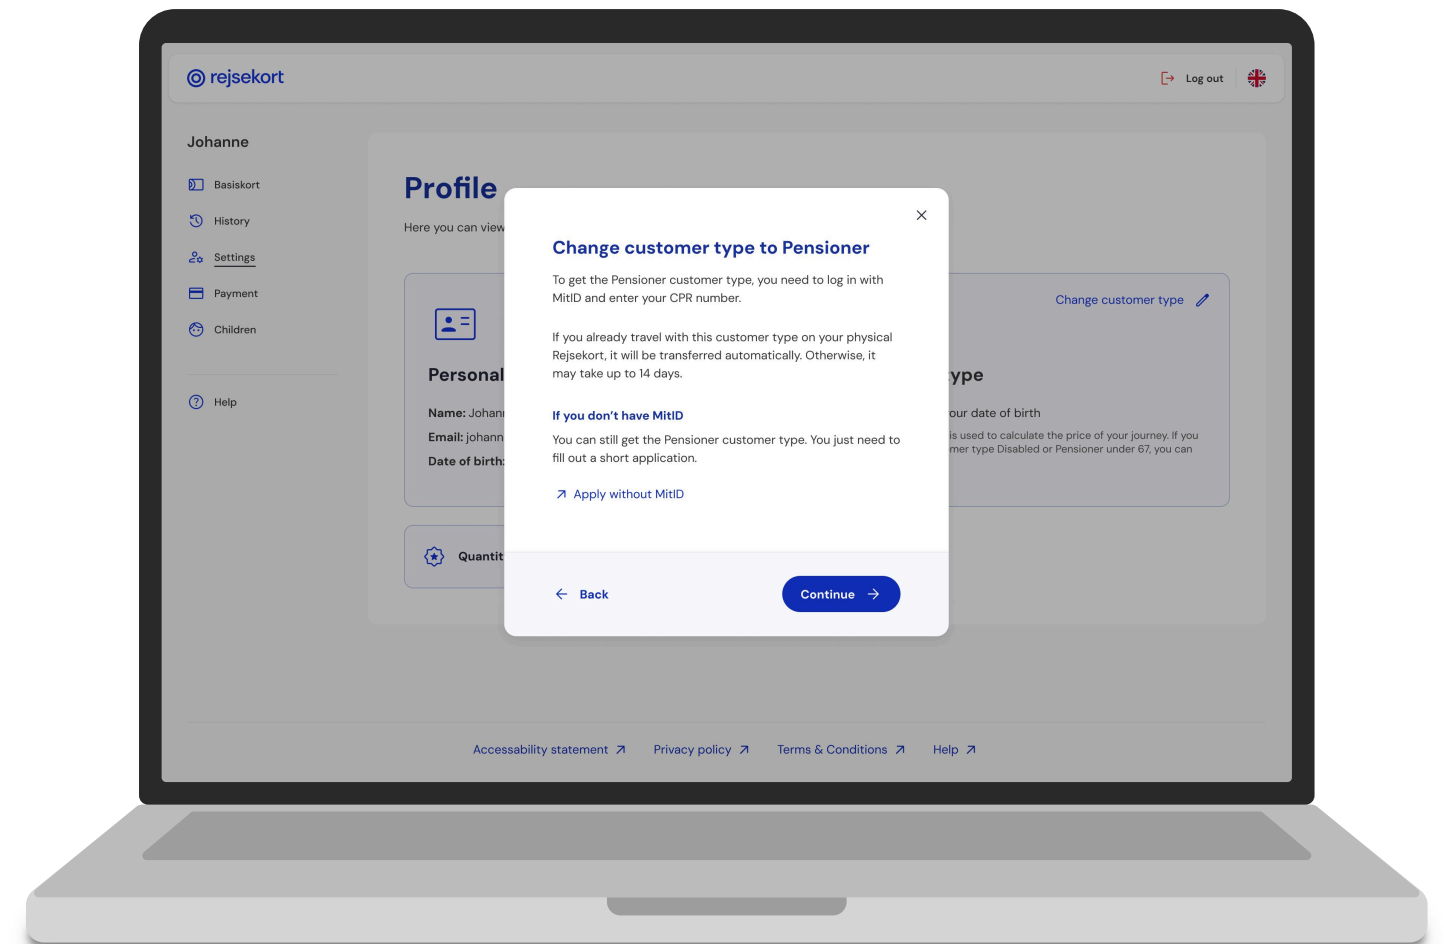 rejsekort
Log out
Johanne
Basiskort
History
Settings
Payment
Children
Help
Profile
Here you can view
Change customer type
Personal
Name: Johan
Email: johann
Date of birth:
ype
our date of birth
is used to calculate the price of your journey. If you
mer type Disabled or Pensioner under 67, you can
Quantit
Change customer type to Pensioner
To get the Pensioner customer type, you need to log in with
MitID and enter your CPR number.
If you already travel with this customer type on your physical
Rejsekort, it will be transferred automatically. Otherwise, it
may take up to 14 days.
If you don't have MitID
You can still get the Pensioner customer type. You just need to
fill out a short application.
Apply without MitID
Back
Continue
Accessability statement
Privacy policy
Terms & Conditions
Help